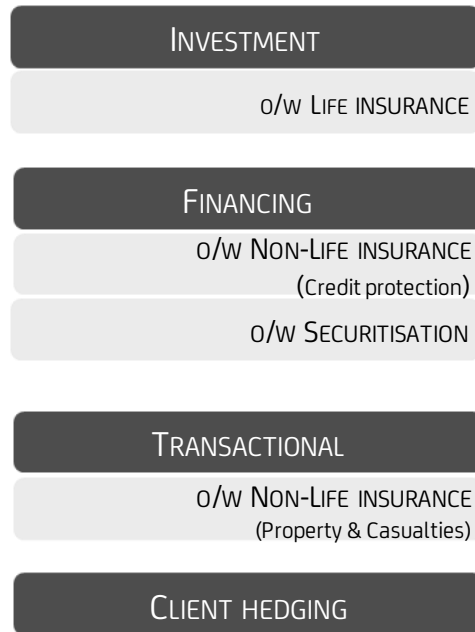 INVESTMENT
O/W LIFE INSURANCE
FINANCING
O/W NON-LIFE INSURANCE
(Credit protection)
O/W SECURITISATION
TRANSACTIONAL
O/W NON-LIFE INSURANCE
(Property & Casualties)
CLIENT HEDGING